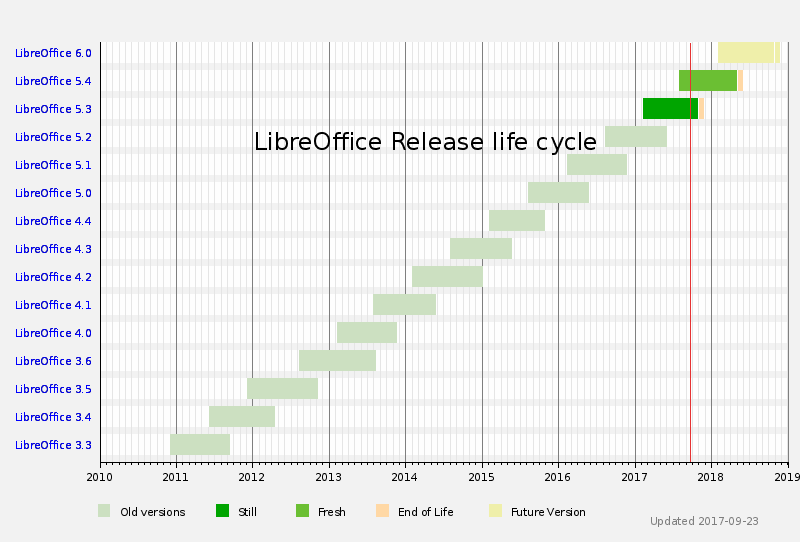 LibreOffice 6.0
LibreOffice 5.4
LibreOffice 5.3
LibreOffice 5.2
LibreOffice Release life cycle
LibreOffice 5.1
LibreOffice 5.0
LibreOffice 4.4
LibreOffice 4.3
LibreOffice 4.2
LibreOffice 4.1
LibreOffice 4.0
LibreOffice 3.6
LibreOffice 3.5
LibreOffice 3.4
LibreOffice 3.3
2010 2011 2012 2013 2014 2015 2016 2017 2018 2019
Old versions Still Fresh End of Life Future Version
Updated 2017-09-23